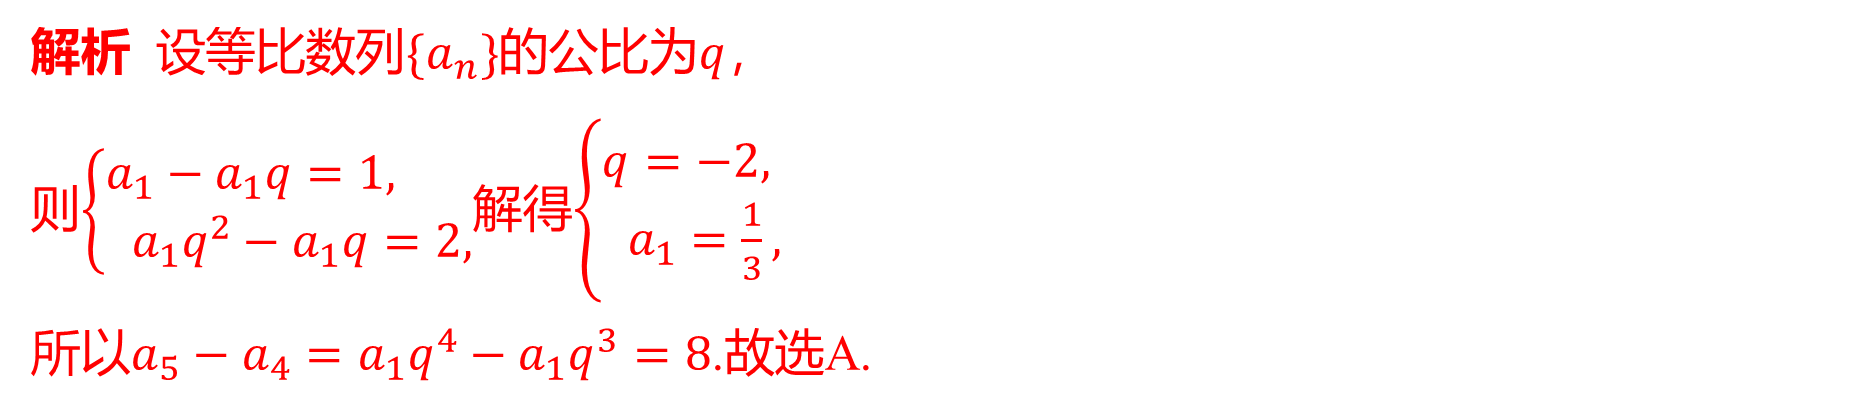 解析 设等比数列{aₙ}的公比为q,
则{a₁ − a₁q = 1, a₁q² − a₁q = 2, 解得{q = −2, a₁ = 1/3,
所以a₅ − a₄ = a₁q⁴ − a₁q³ = 8.故选A.